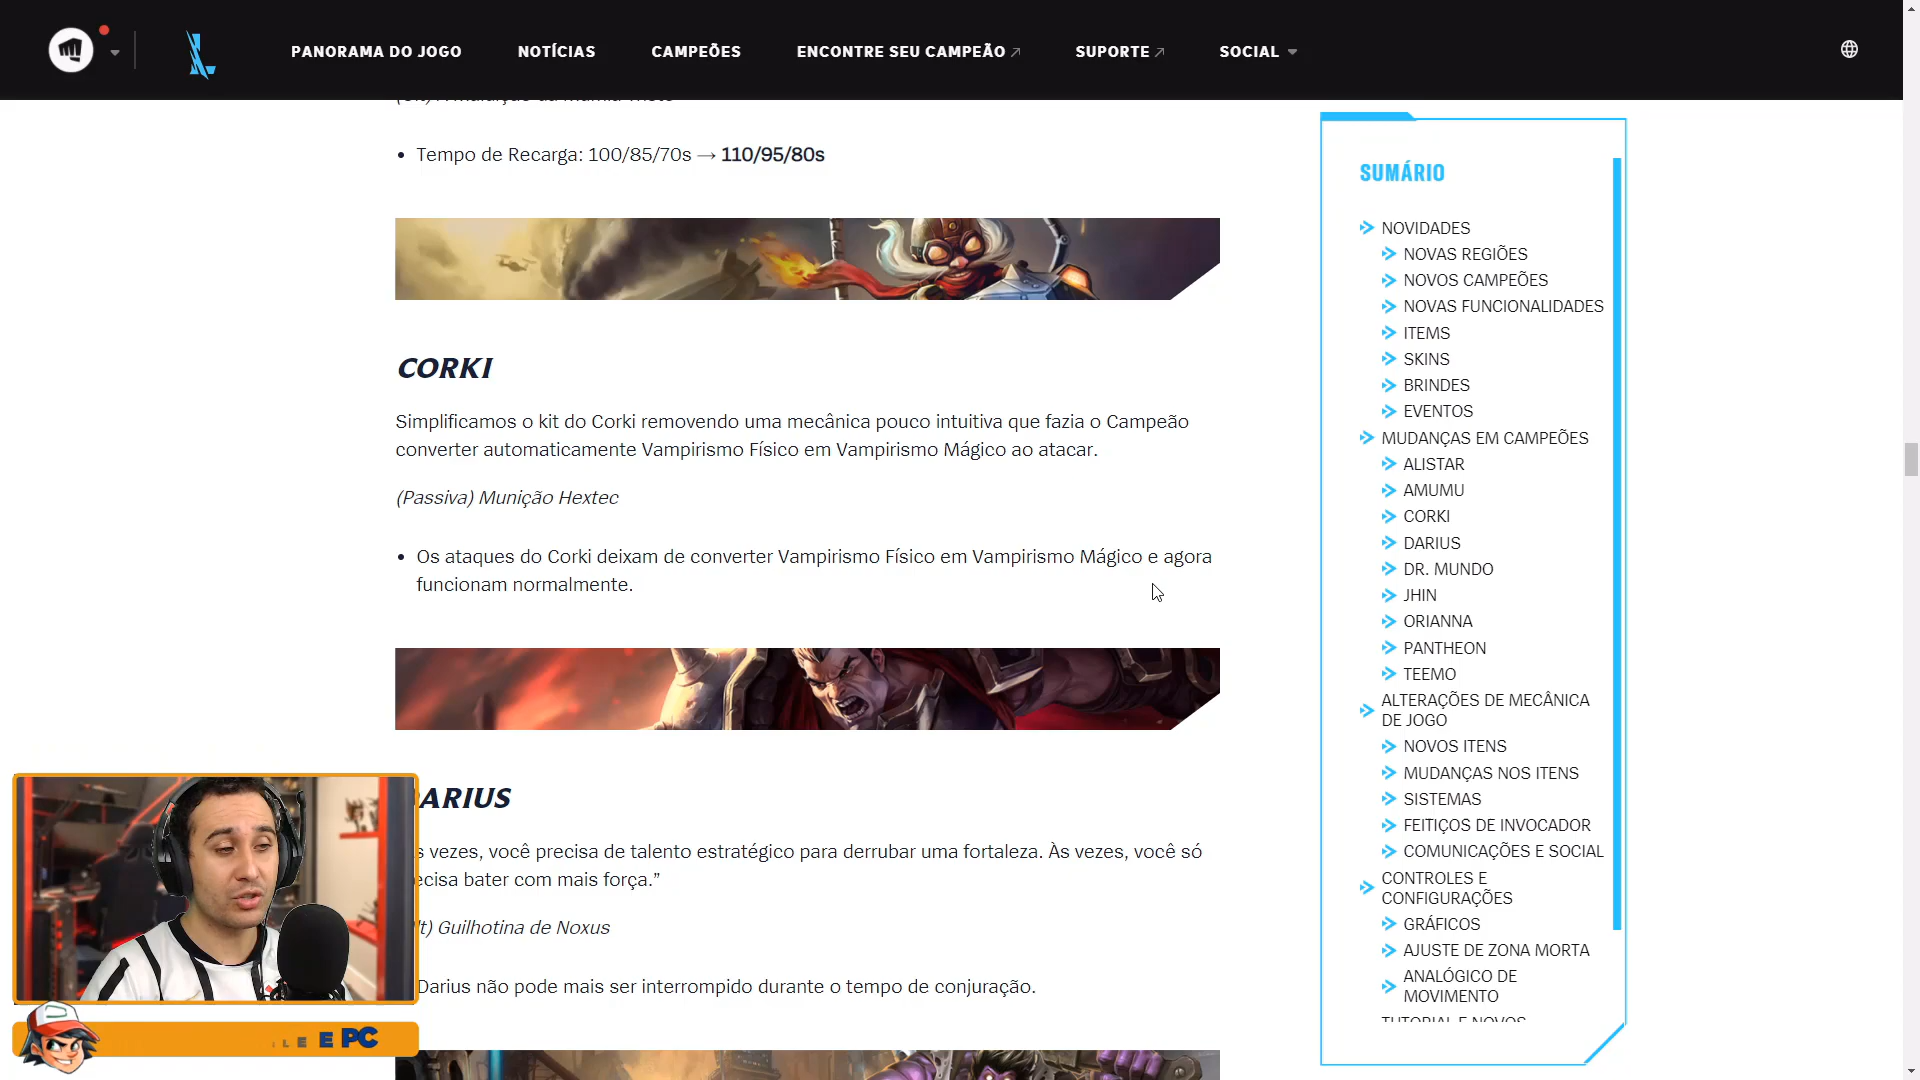 PANORAMA DO JOGO NOTÍCIAS CAMPEÕES ENCONTRE SEU CAMPEÃO SUPORTE SOCIAL
• Tempo de Recarga: 100/85/70s → 110/95/80s
CORKI
Simplificamos o kit do Corki removendo uma mecânica pouco intuitiva que fazia o Campeão
converter automaticamente Vampirismo Físico em Vampirismo Mágico ao atacar.
(Passiva) Munição Hextec
• Os ataques do Corki deixam de converter Vampirismo Físico em Vampirismo Mágico e agora
funcionam normalmente.
ARIUS
s vezes, você precisa de talento estratégico para derrubar uma fortaleza. Às vezes, você só
ecisa bater com mais força.”
lt) Guilhotina de Noxus
Darius não pode mais ser interrompido durante o tempo de conjuração.
SUMÁRIO
NOVIDADES
NOVAS REGIÕES
NOVOS CAMPEÕES
NOVAS FUNCIONALIDADES
ITEMS
SKINS
BRINDES
EVENTOS
MUDANÇAS EM CAMPEÕES
ALISTAR
AMUMU
CORKI
DARIUS
DR. MUNDO
JHIN
ORIANNA
PANTHEON
TEEMO
ALTERAÇÕES DE MECÂNICA
DE JOGO
NOVOS ITENS
MUDANÇAS NOS ITENS
SISTEMAS
FEITIÇOS DE INVOCADOR
COMUNICAÇÕES E SOCIAL
CONTROLES E
CONFIGURAÇÕES
GRÁFICOS
AJUSTE DE ZONA MORTA
ANALÓGICO DE
MOVIMENTO
TUTORIAL E NOVOS
L E E PC